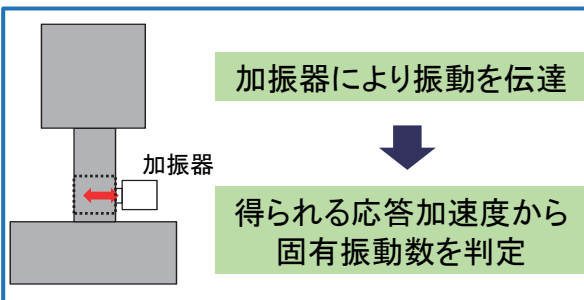 加振器により振動を伝達
加振器
得られる応答加速度から
固有振動数を判定